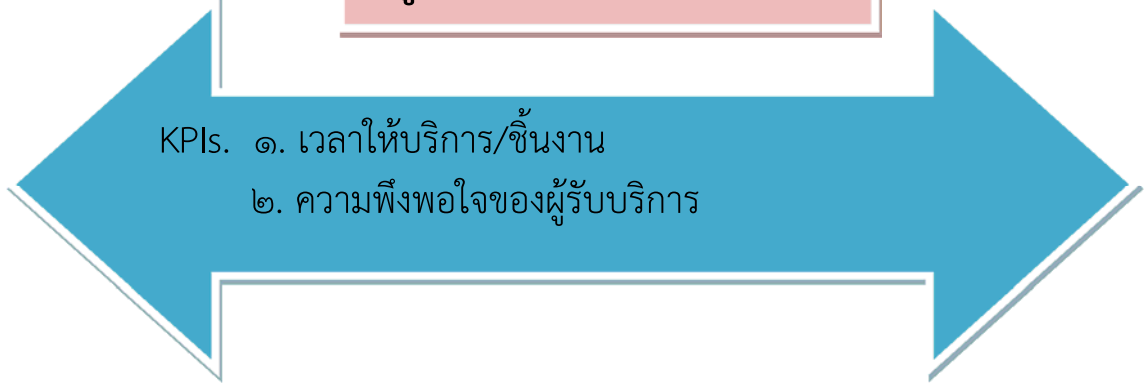 KPIs. ๑. เวลาให้บริการ/ชิ้นงาน
๒. ความพึงพอใจของผู้รับบริการ